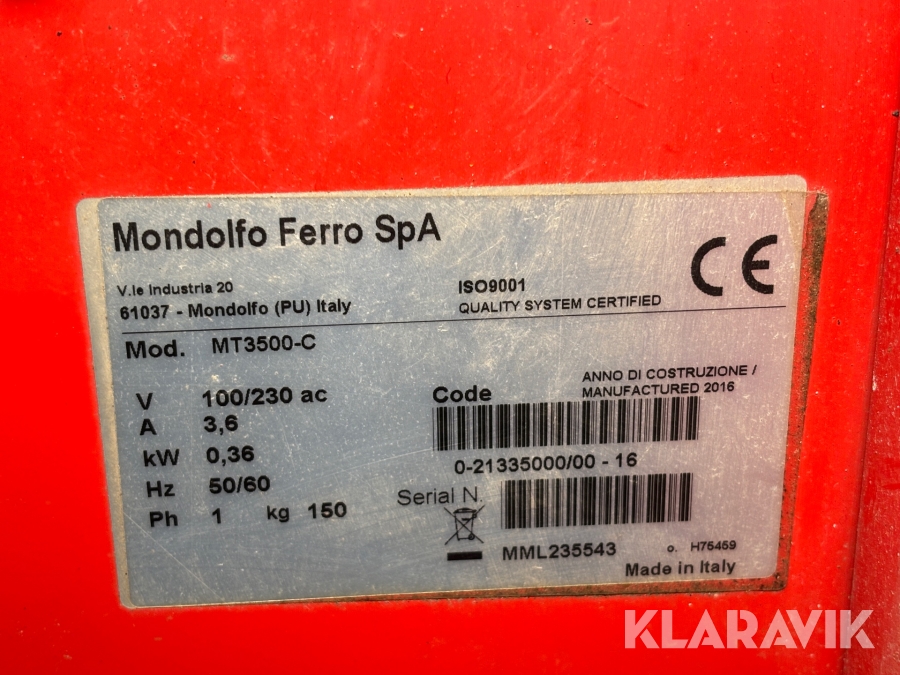 Mondolfo Ferro SpA
CE
V.le Industria 20
61037 - Mondolfo (PU) Italy
ISO9001
QUALITY SYSTEM CERTIFIED
Mod. MT3500-C
V 100/230 ac
A 3,6
kW 0,36
Hz 50/60
Ph 1 kg 150
ANNO DI COSTRUZIONE /
MANUFACTURED 2016
Code
0-21335000/00 - 16
Serial N.
MML235543 o. H75459
Made in Italy
KLARAVIK